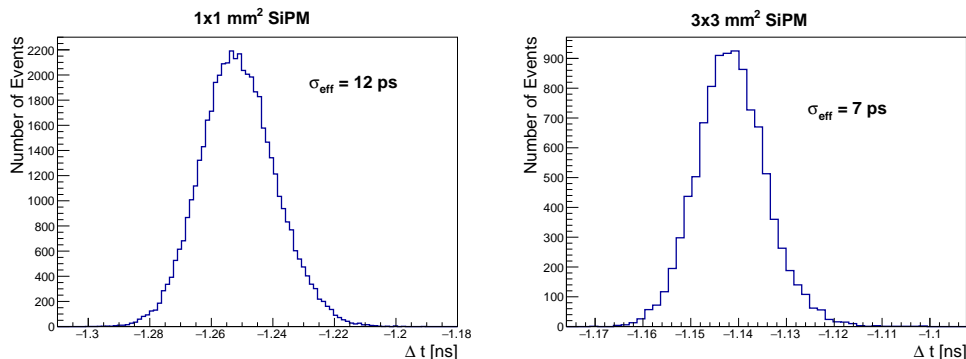 1x1 mm² SiPM
Number of Events
2200
2000
1800
1600
1400
1200
1000
800
600
400
200
0
σeff = 12 ps
−1.3 −1.28 −1.26 −1.24 −1.22 −1.2 −1.18
Δ t [ns]
3x3 mm² SiPM
Number of Events
900
800
700
600
500
400
300
200
100
0
σeff = 7 ps
−1.17 −1.16 −1.15 −1.14 −1.13 −1.12 −1.11 −1.1
Δ t [ns]